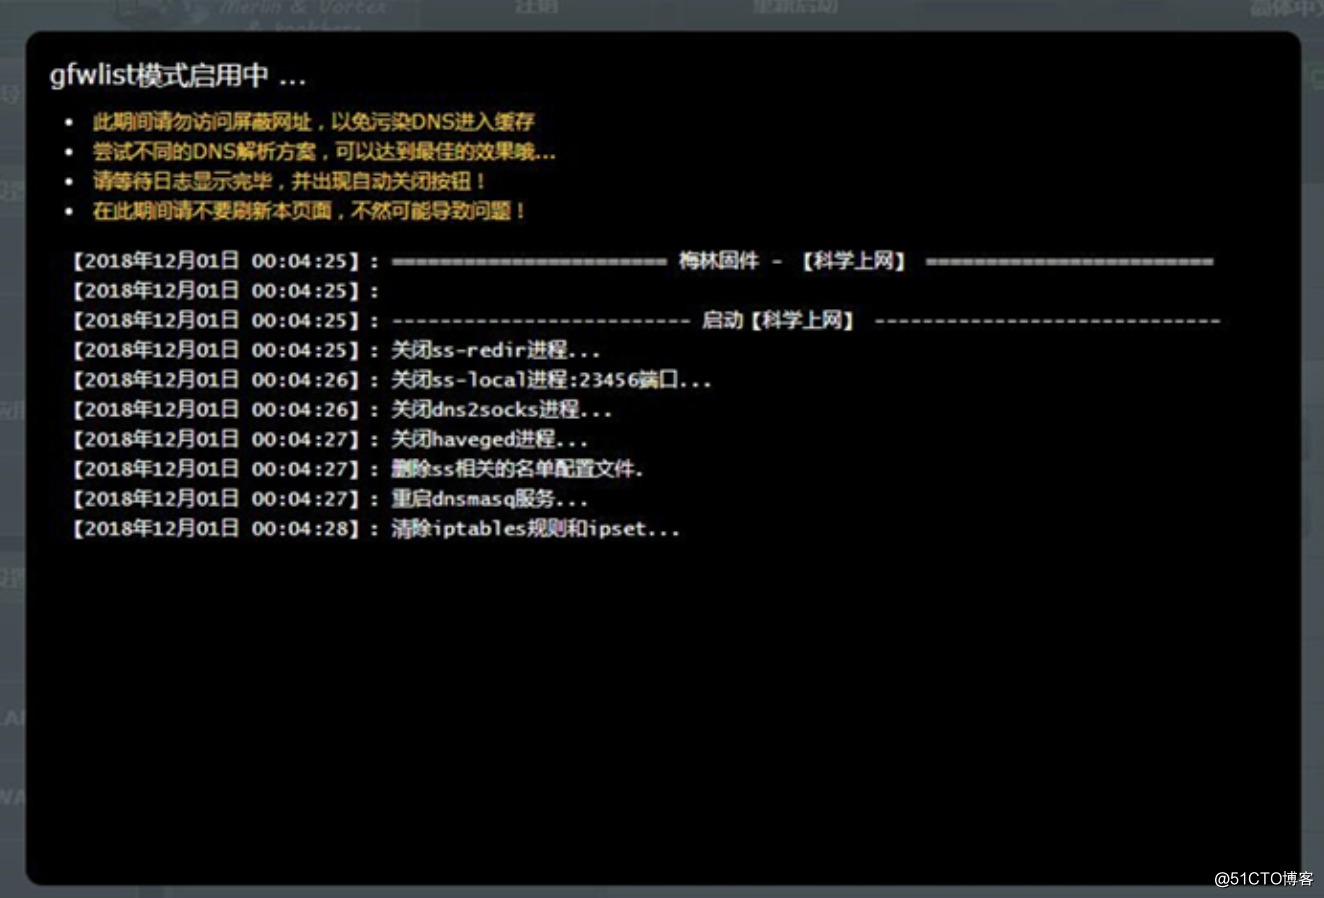 Merlin & Vortex
注销
重新启动
gfwlist模式启用中 ...
此期间请勿访问屏蔽网址，以免污染DNS进入缓存
尝试不同的DNS解析方案，可以达到最佳的效果哦...
请等待日志显示完毕，并出现自动关闭按钮！
在此期间请不要刷新本页面，不然可能导致问题！
【2018年12月01日 00:04:25】: ======================= 梅林固件 - 【科学上网】 ========================
【2018年12月01日 00:04:25】:
【2018年12月01日 00:04:25】: ------------------------- 启动【科学上网】 -----------------------------
【2018年12月01日 00:04:25】: 关闭ss-redir进程...
【2018年12月01日 00:04:26】: 关闭ss-local进程:23456端口...
【2018年12月01日 00:04:26】: 关闭dns2socks进程...
【2018年12月01日 00:04:27】: 关闭haveged进程...
【2018年12月01日 00:04:27】: 删除ss相关的名单配置文件.
【2018年12月01日 00:04:27】: 重启dnsmasq服务...
【2018年12月01日 00:04:28】: 清除iptables规则和ipset...
@51CTO博客